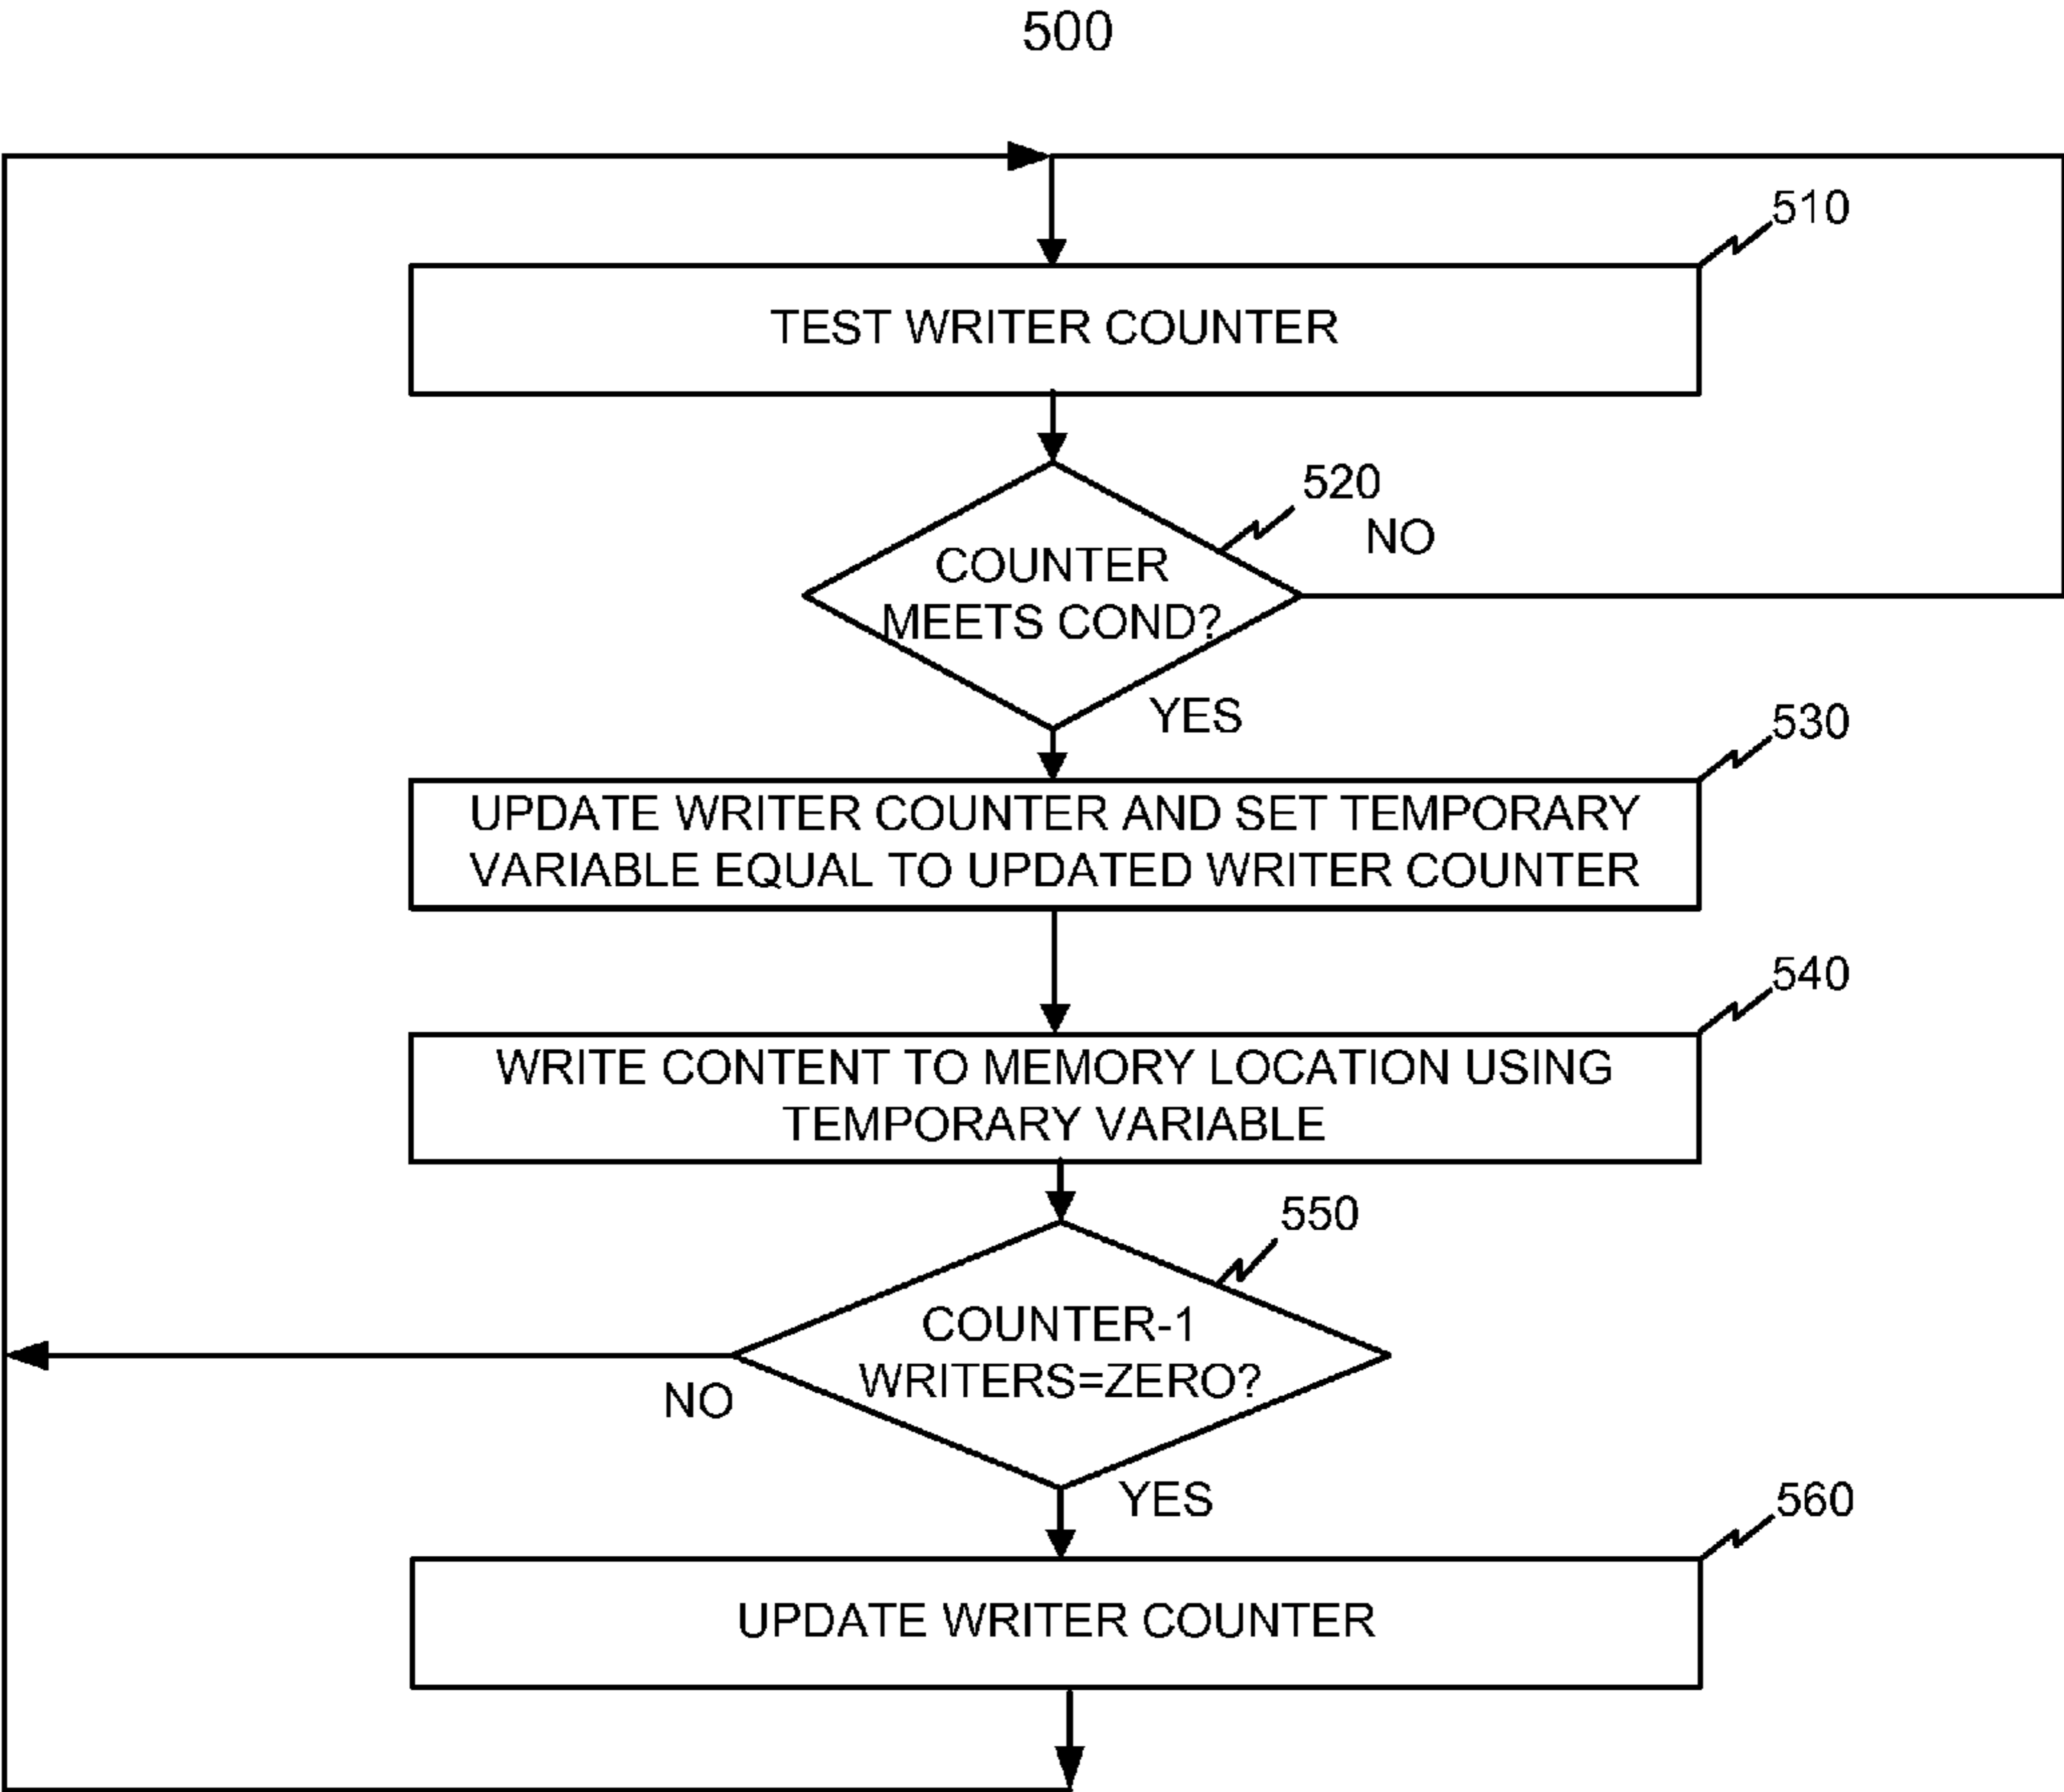 500
510
TEST WRITER COUNTER
520
NO
COUNTER
MEETS COND?
YES
530
UPDATE WRITER COUNTER AND SET TEMPORARY
VARIABLE EQUAL TO UPDATED WRITER COUNTER
540
WRITE CONTENT TO MEMORY LOCATION USING
TEMPORARY VARIABLE
550
COUNTER-1
WRITERS=ZERO?
NO
YES
560
UPDATE WRITER COUNTER